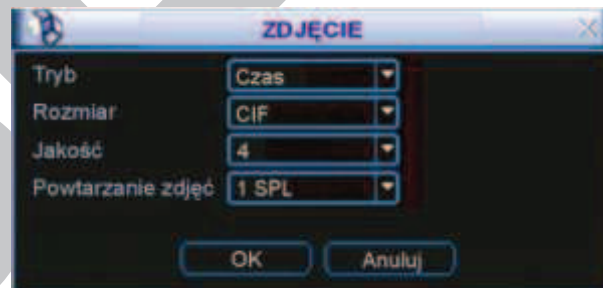 ZDJĘCIE
Tryb Czas
Rozmiar CIF
Jakość 4
Powtarzanie zdjęć 1 SPL
OK Anuluj